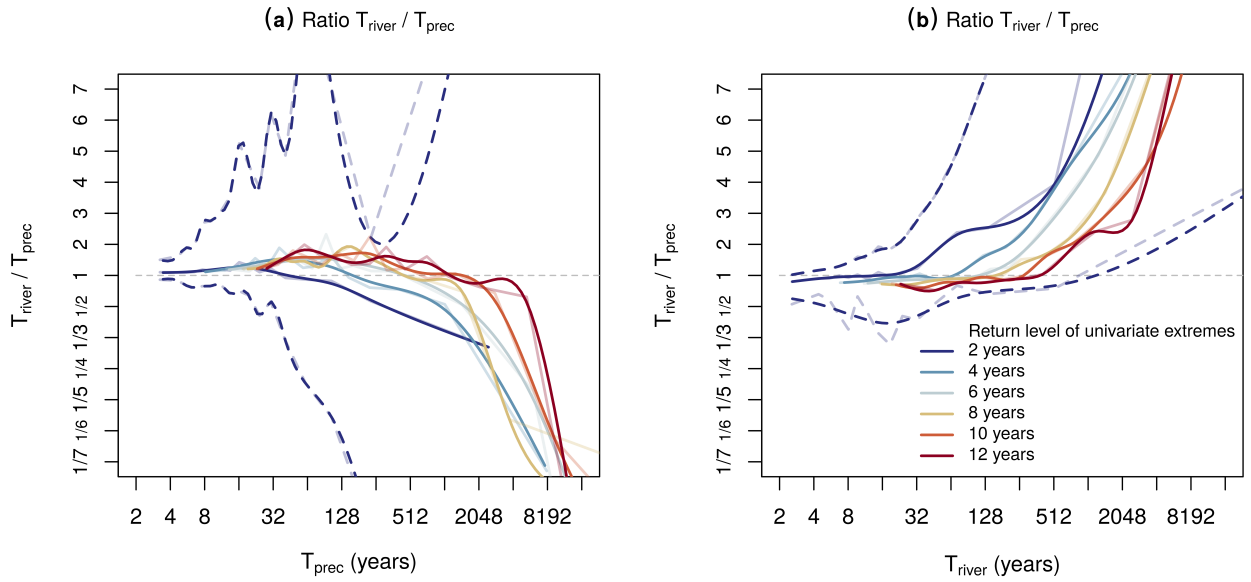 (a) Ratio T_river / T_prec
7
6
5
4
3
2
1
1/2
1/3
1/4
1/5
1/6
1/7
T_river / T_prec
2 4 8 32 128 512 2048 8192
T_prec (years)
(b) Ratio T_river / T_prec
7
6
5
4
3
2
1
1/2
1/3
1/4
1/5
1/6
1/7
T_river / T_prec
Return level of univariate extremes
2 years
4 years
6 years
8 years
10 years
12 years
2 4 8 32 128 512 2048 8192
T_river (years)